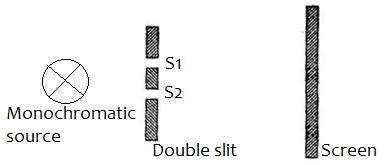 S1
S2
Monochromatic
source
Double slit
Screen